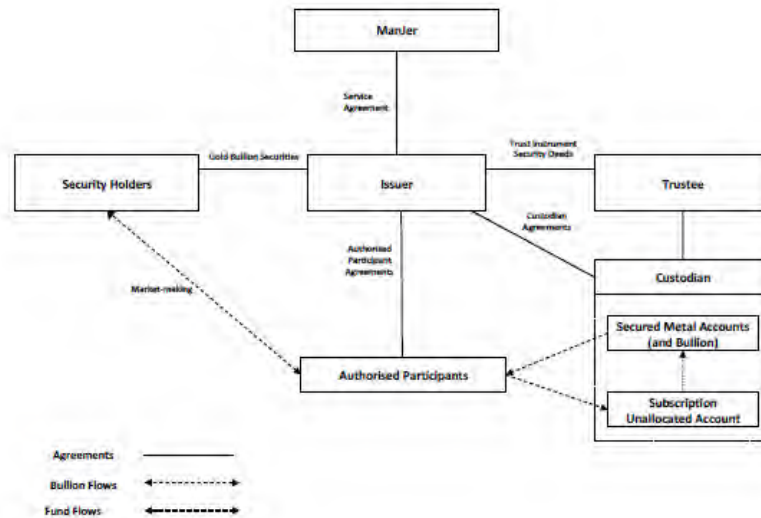 ManJer
Service
Agreement
Gold Bullion Securities
Trust Instrument
Security Deeds
Security Holders
Issuer
Trustee
Custodian
Agreements
Authorised
Participant
Agreements
Custodian
Market-making
Secured Metal Accounts
(and Bullion)
Authorised Participants
Subscription
Unallocated Account
Agreements
Bullion Flows
Fund Flows